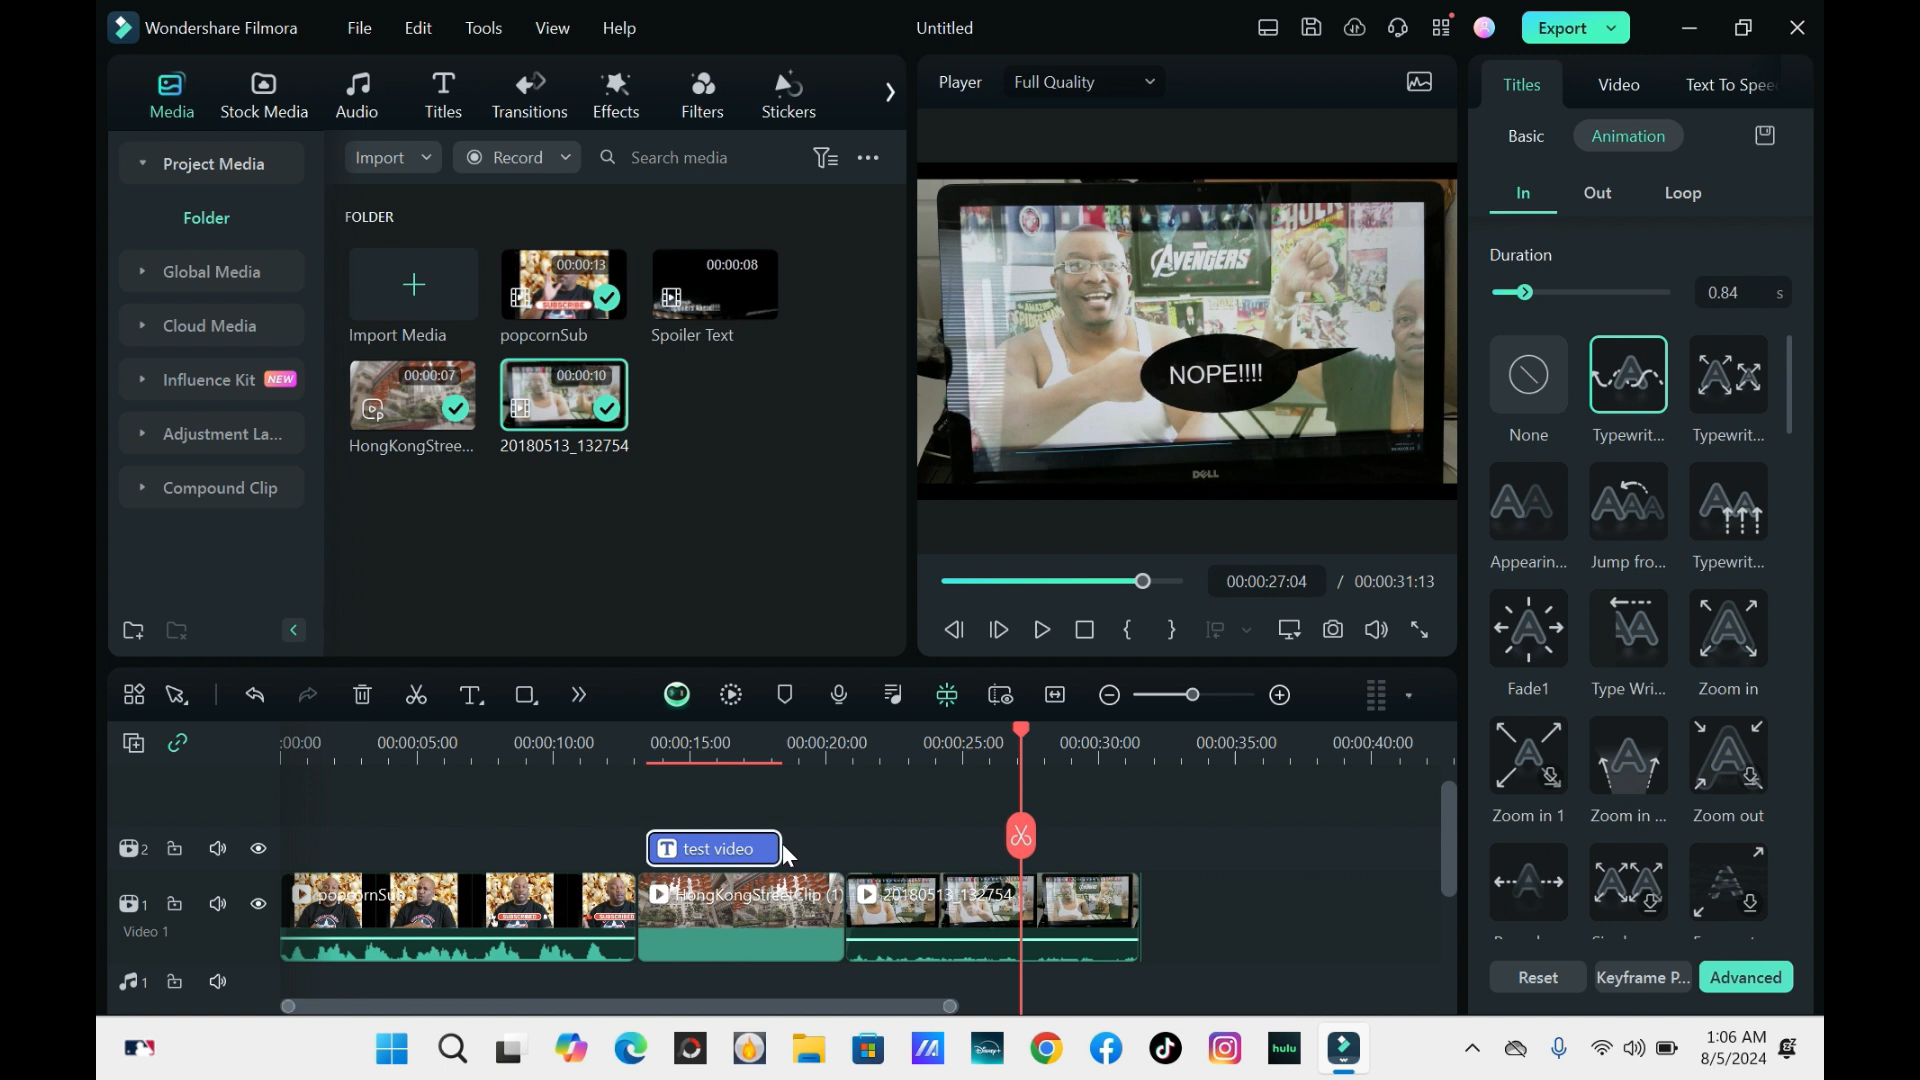 Wondershare Filmora
File
Edit
Tools
View
Help
Untitled
Export
Media
Stock Media
Audio
Titles
Transitions
Effects
Filters
Stickers
Player
Full Quality
Titles
Video
Text To Spee
Basic
Animation
Project Media
Import
Record
Search media
In
Out
Loop
Folder
FOLDER
Global Media
Cloud Media
Influence Kit NEW
Adjustment La...
Compound Clip
00:00:13
SUBSCRIBE
00:00:08
Import Media
popcornSub
Spoiler Text
00:00:07
00:00:10
HongKongStree...
20180513_132754
AVENGERS
HULK
NOPE!!!!
DELL
00:00:27:04 / 00:00:31:13
Duration
0.84 s
None
Typewrit...
Typewrit...
Appearin...
Jump fro...
Typewrit...
Fade1
Type Wri...
Zoom in
Zoom in 1
Zoom in ...
Zoom out
Reset
Keyframe P...
Advanced
:00:00
00:00:05:00
00:00:10:00
00:00:15:00
00:00:20:00
00:00:25:00
00:00:30:00
00:00:35:00
00:00:40:00
2
T test video
1
popcornSub
HongKongStreetClip (1)
20180513_132754
Video 1
1
Disney+
hulu
1:06 AM
8/5/2024